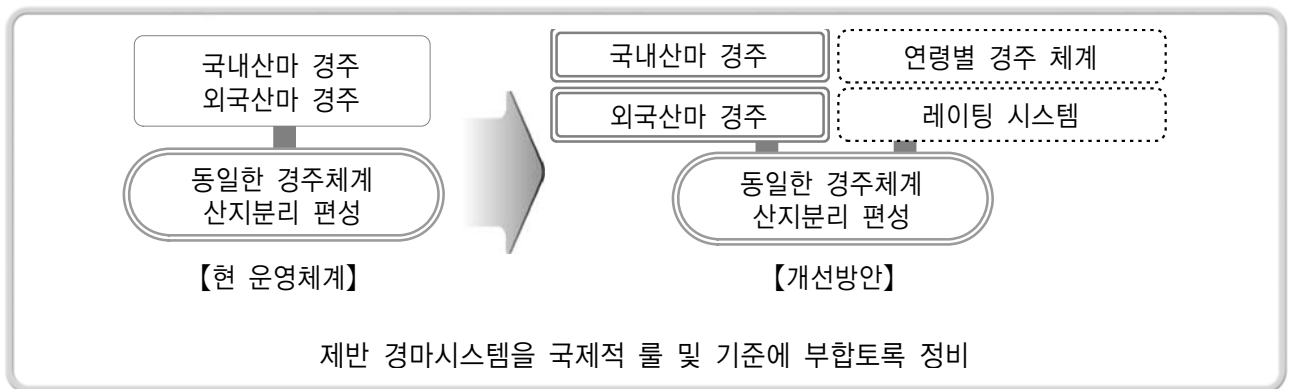 국내산마 경주
외국산마 경주
동일한 경주체계
산지분리 편성
【현 운영체계】
국내산마 경주
연령별 경주 체계
외국산마 경주
레이팅 시스템
동일한 경주체계
산지분리 편성
【개선방안】
제반 경마시스템을 국제적 룰 및 기준에 부합토록 정비